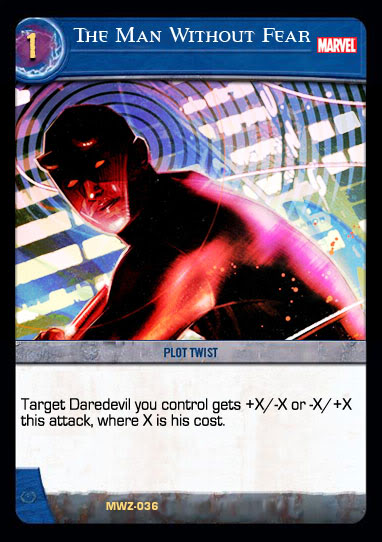 1
The Man Without Fear
MARVEL
PLOT TWIST
Target Daredevil you control gets +X/-X or -X/+X
this attack, where X is his cost.
MWZ-036